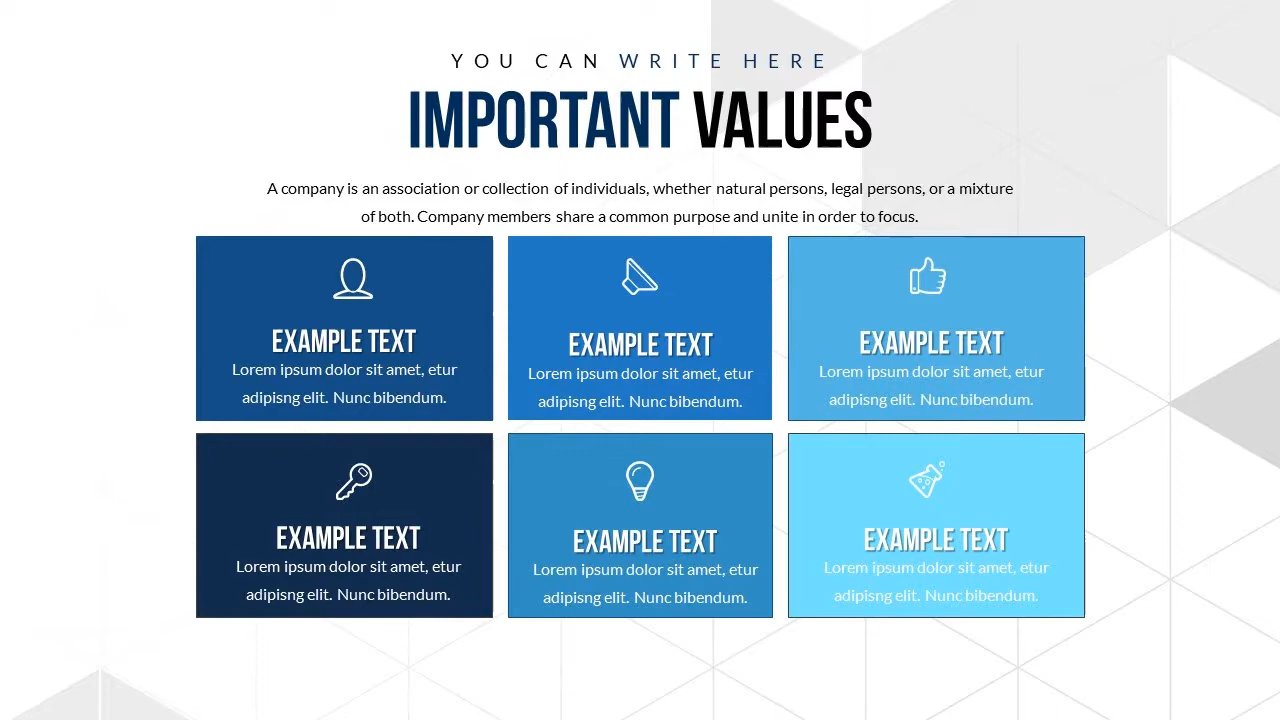 YOU CAN WRITE HERE
IMPORTANT VALUES
A company is an association or collection of individuals, whether natural persons, legal persons, or a mixture
of both. Company members share a common purpose and unite in order to focus.
EXAMPLE TEXT
Lorem ipsum dolor sit amet, etur
adipisng elit. Nunc bibendum.
EXAMPLE TEXT
Lorem ipsum dolor sit amet, etur
adipisng elit. Nunc bibendum.
EXAMPLE TEXT
Lorem ipsum dolor sit amet, etur
adipisng elit. Nunc bibendum.
EXAMPLE TEXT
Lorem ipsum dolor sit amet, etur
adipisng elit. Nunc bibendum.
EXAMPLE TEXT
Lorem ipsum dolor sit amet, etur
adipisng elit. Nunc bibendum.
EXAMPLE TEXT
Lorem ipsum dolor sit amet, etur
adipisng elit. Nunc bibendum.